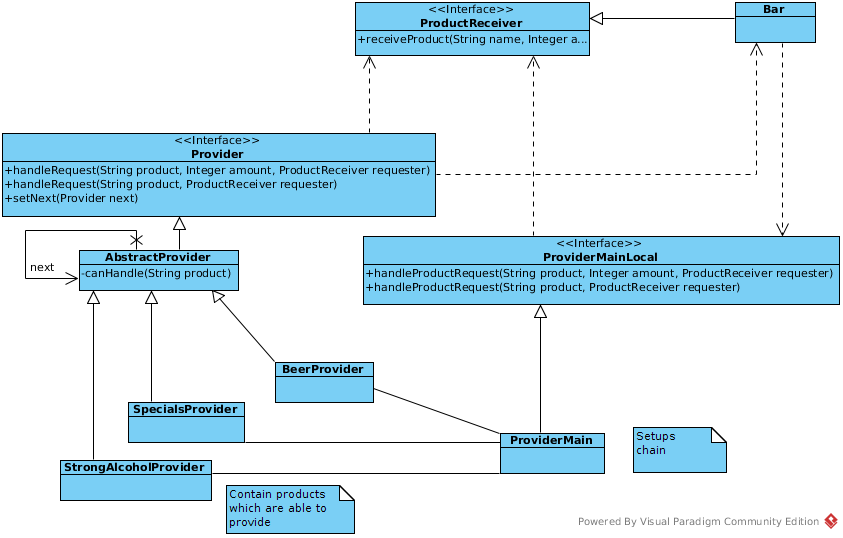 <<Interface>>
ProductReceiver
+receiveProduct(String name, Integer a...
Bar
<<Interface>>
Provider
+handleRequest(String product, Integer amount, ProductReceiver requester)
+handleRequest(String product, ProductReceiver requester)
+setNext(Provider next)
<<Interface>>
ProviderMainLocal
+handleProductRequest(String product, Integer amount, ProductReceiver requester)
+handleProductRequest(String product, ProductReceiver requester)
AbstractProvider
-canHandle(String product)
next
BeerProvider
SpecialsProvider
ProviderMain
Setups
chain
StrongAlcoholProvider
Contain products
which are able to
provide
Powered By Visual Paradigm Community Edition